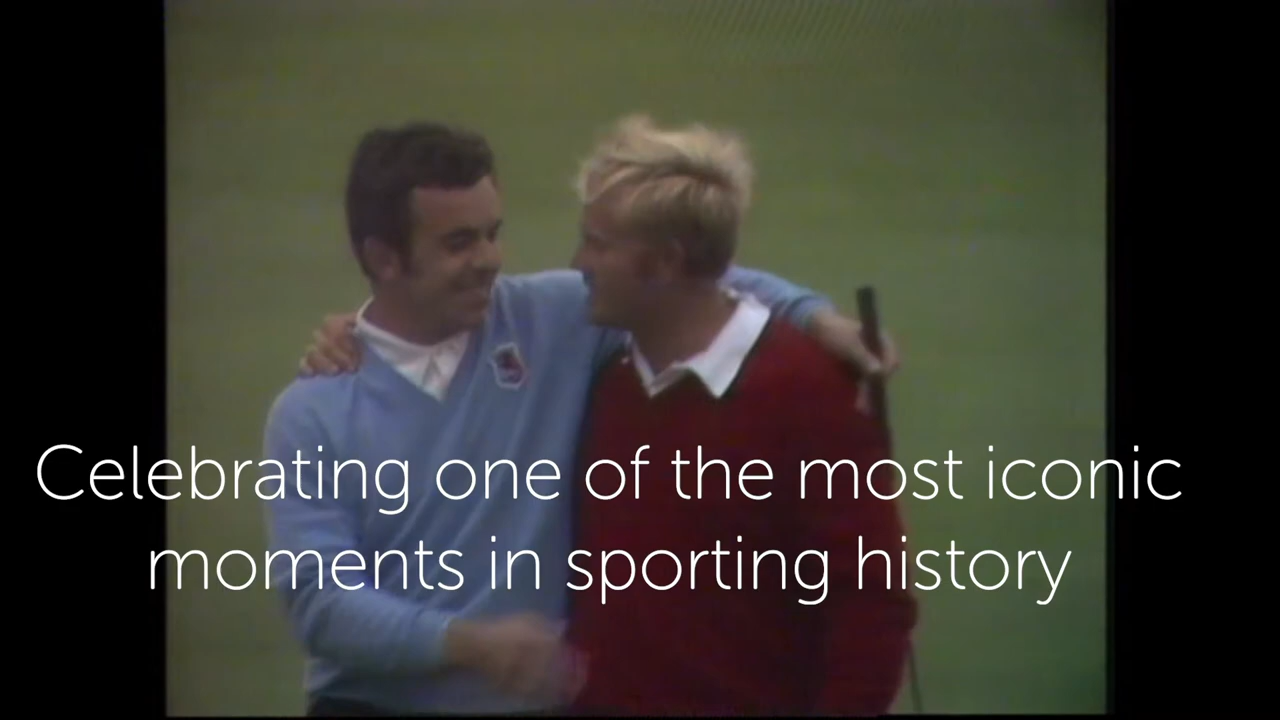 Celebrating one of the most iconic
moments in sporting history